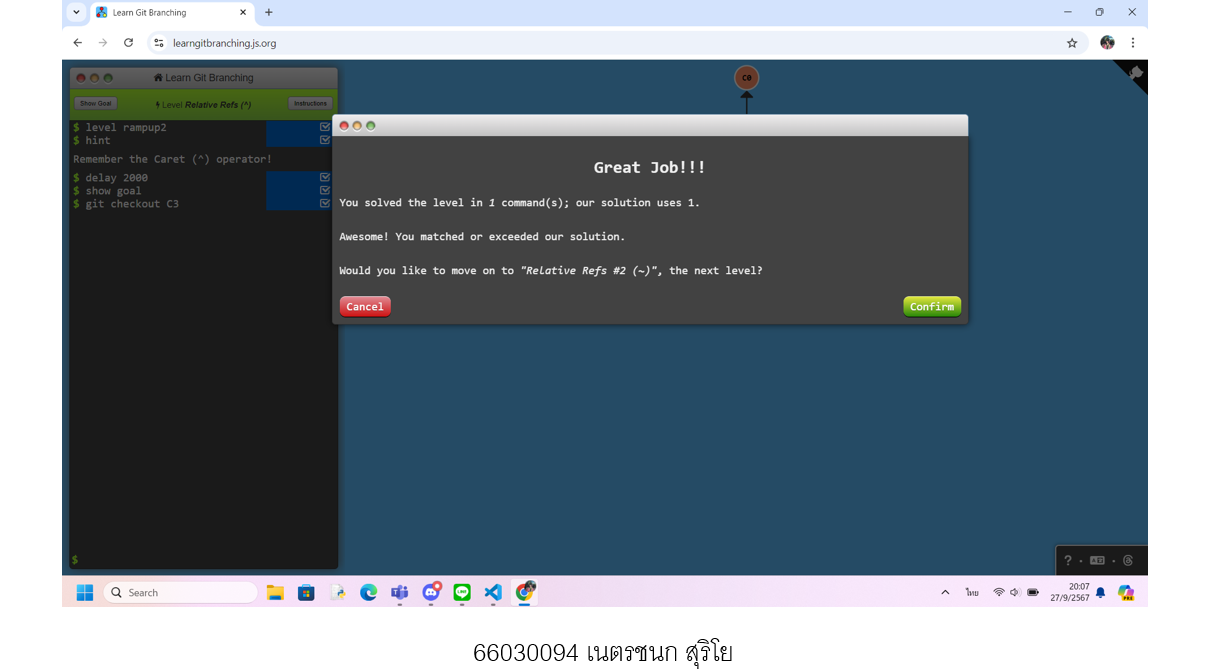 Learn Git Branching
learngitbranching.js.org
Learn Git Branching
Show Goal
Level Relative Refs (^)
Instructions
$ level rampup2
$ hint
Remember the Caret (^) operator!
$ delay 2000
$ show goal
$ git checkout C3
$
C0
Great Job!!!
You solved the level in 1 command(s); our solution uses 1.
Awesome! You matched or exceeded our solution.
Would you like to move on to "Relative Refs #2 (~)", the next level?
Cancel
Confirm
?
Search
ไทย
20:07
27/9/2567
PRE
66030094 เนตรชนก สุริโย